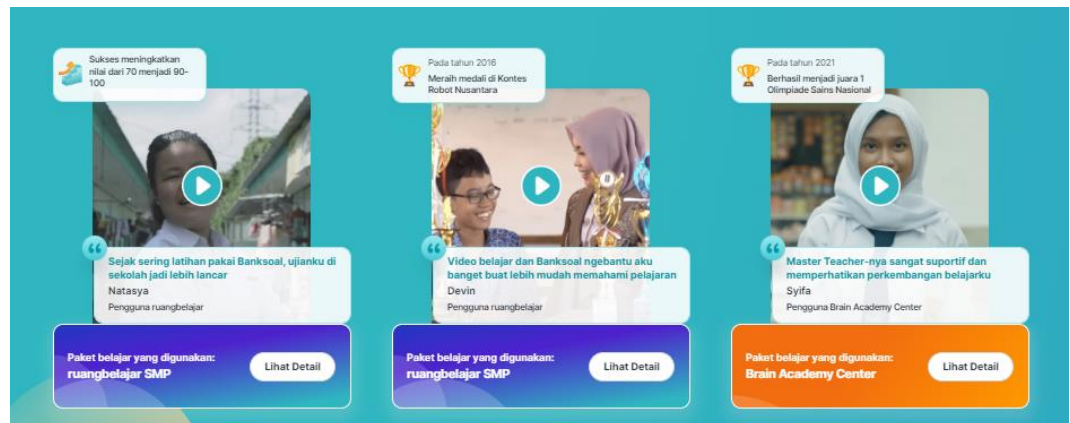 Sukses meningkatkan
nilai dari 70 menjadi 90-
100
Sejak sering latihan pakai Banksoal, ujianku di
sekolah jadi lebih lancar
Natasya
Pengguna ruangbelajar
Paket belajar yang digunakan:
ruangbelajar SMP
Lihat Detail
Pada tahun 2016
Meraih medali di Kontes
Robot Nusantara
Video belajar dan Banksoal ngebantu aku
banget buat lebih mudah memahami pelajaran
Devin
Pengguna ruangbelajar
Paket belajar yang digunakan:
ruangbelajar SMP
Lihat Detail
Pada tahun 2021
Berhasil menjadi juara 1
Olimpiade Sains Nasional
Master Teacher-nya sangat suportif dan
memperhatikan perkembangan belajarku
Syifa
Pengguna Brain Academy Center
Paket belajar yang digunakan:
Brain Academy Center
Lihat Detail